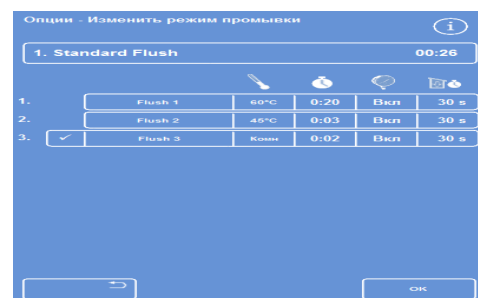 Опции - Изменить режим промывки
i
1. Standard Flush 00:26
1. Flush 1 60°C 0:20 Вкл 30 s
2. Flush 2 45°C 0:03 Вкл 30 s
3. Flush 3 Комн 0:02 Вкл 30 s
ОК